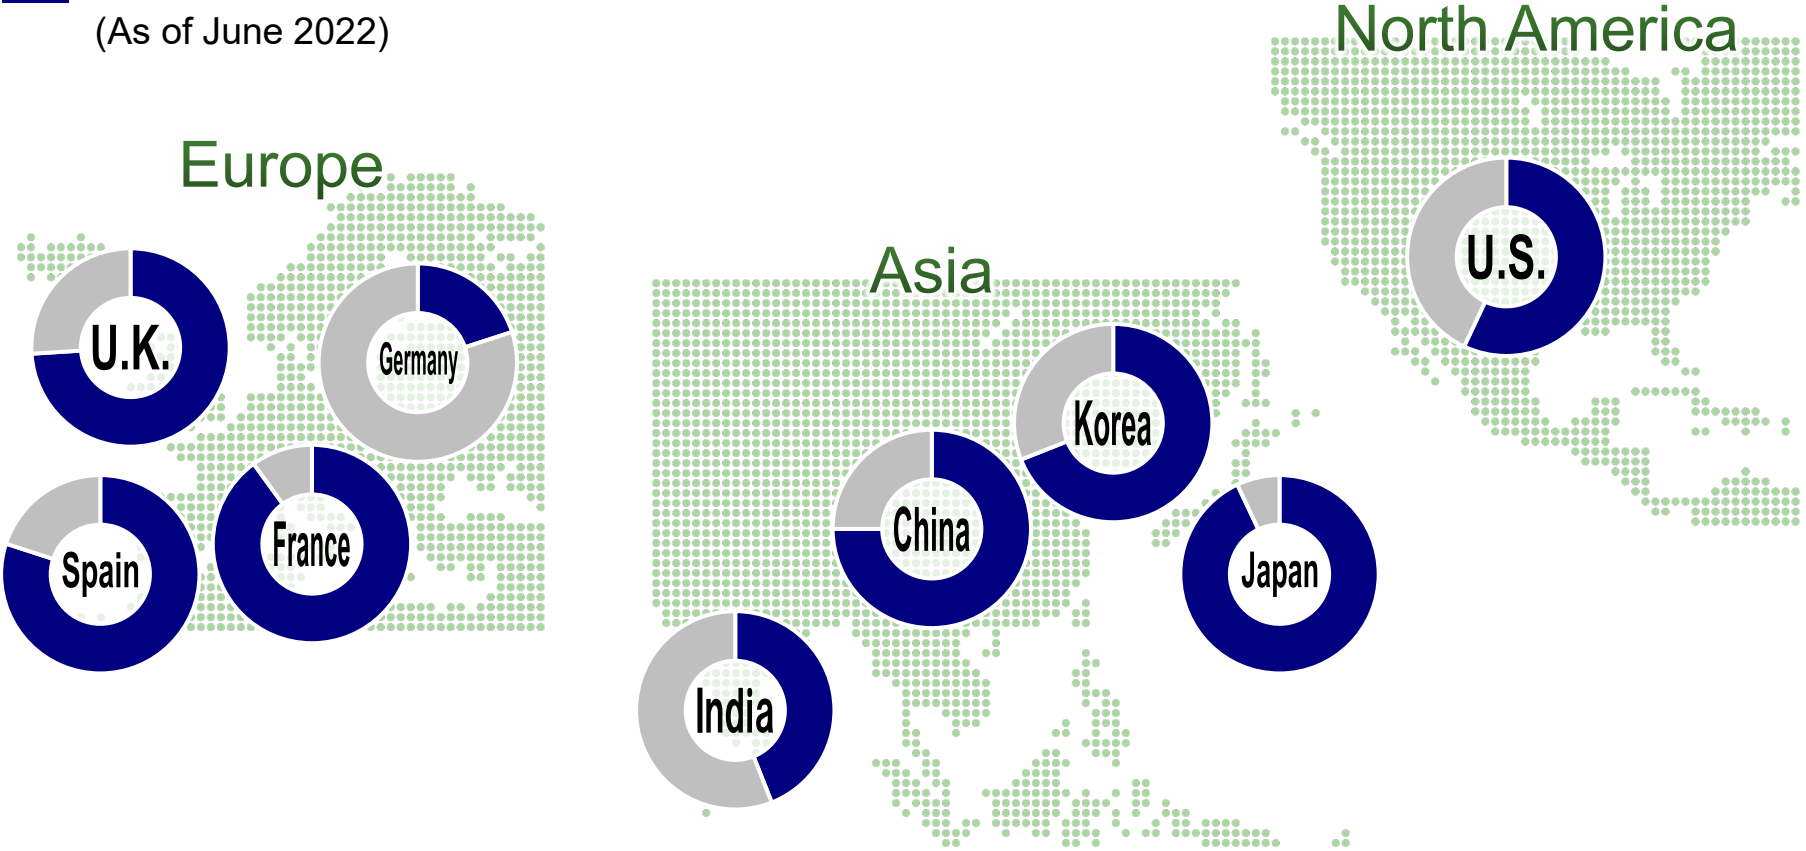 (As of June 2022)
North America
Europe
Asia
U.S.
U.K.
Germany
Korea
China
France
Spain
Japan
India